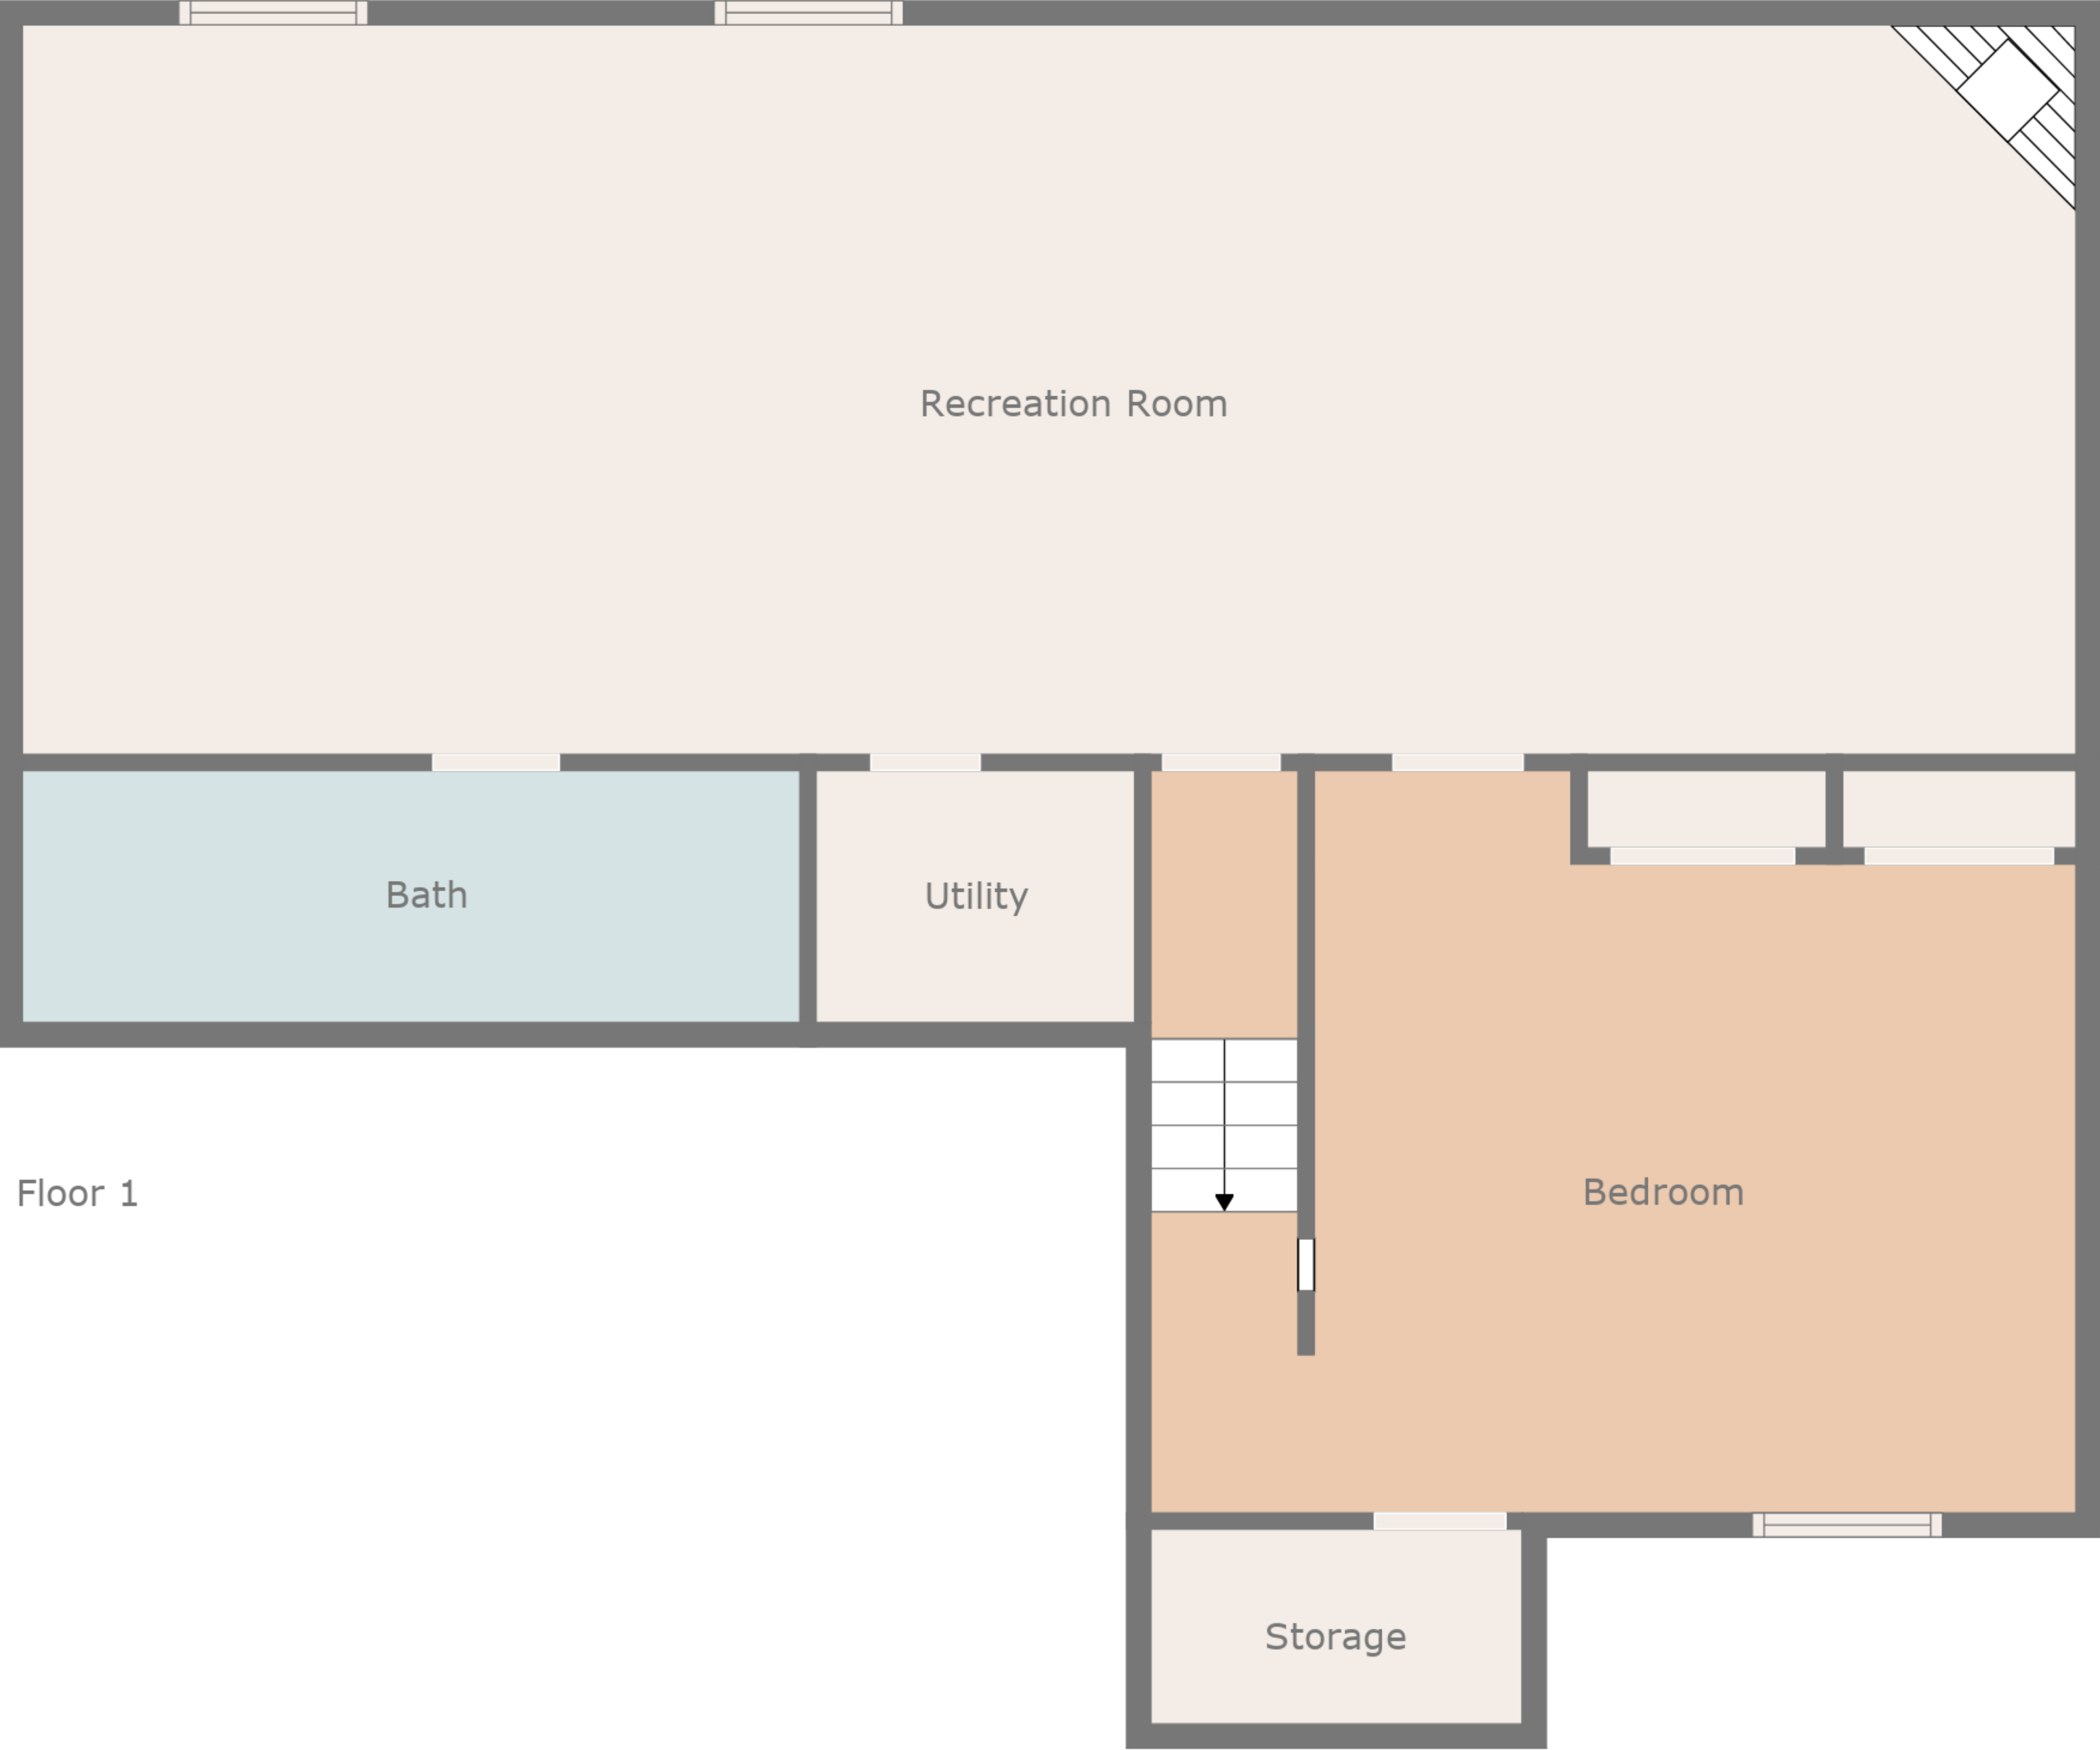 Recreation Room
Bath
Utility
Floor 1
Bedroom
Storage